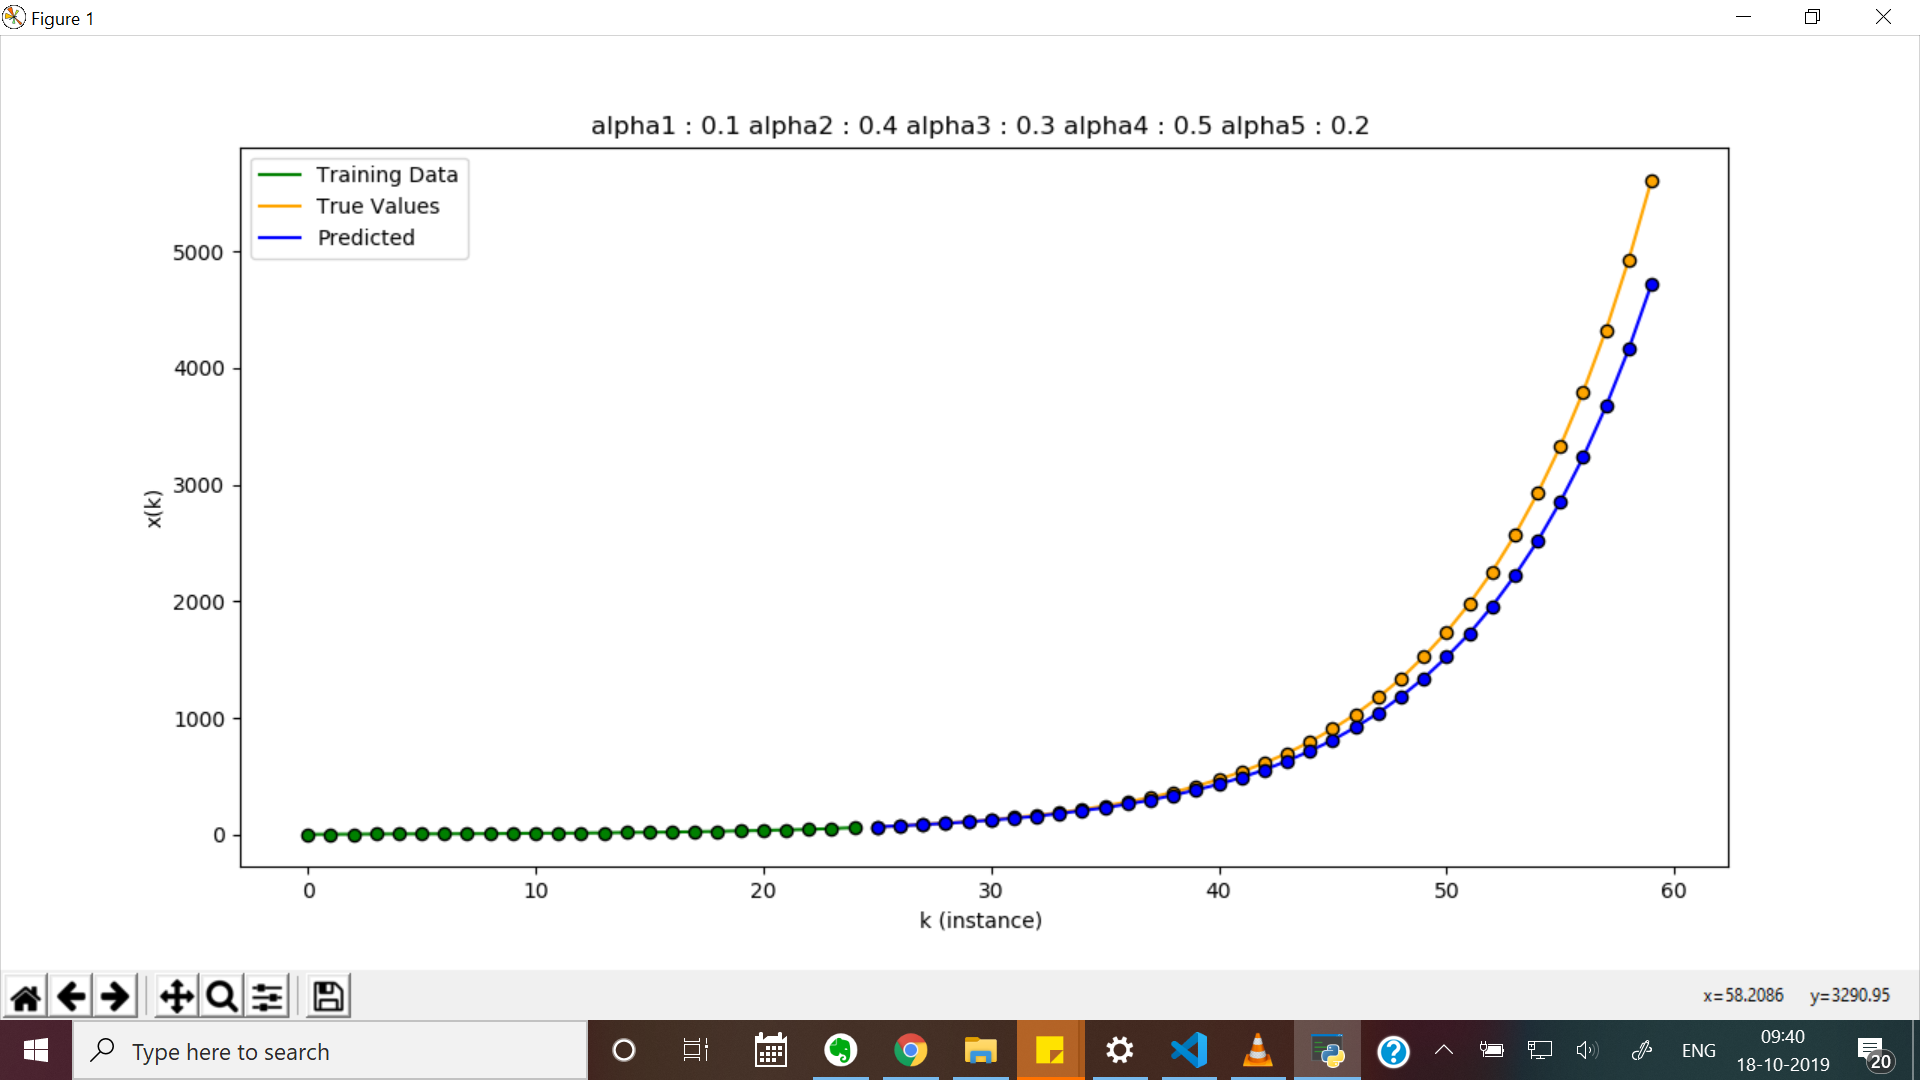 Figure 1
alpha1 : 0.1 alpha2 : 0.4 alpha3 : 0.3 alpha4 : 0.5 alpha5 : 0.2
Training Data
True Values
Predicted
5000
4000
3000
2000
1000
0
x(k)
0 10 20 30 40 50 60
k (instance)
x=58.2086 y=3290.95
Type here to search
ENG
09:40
18-10-2019
20